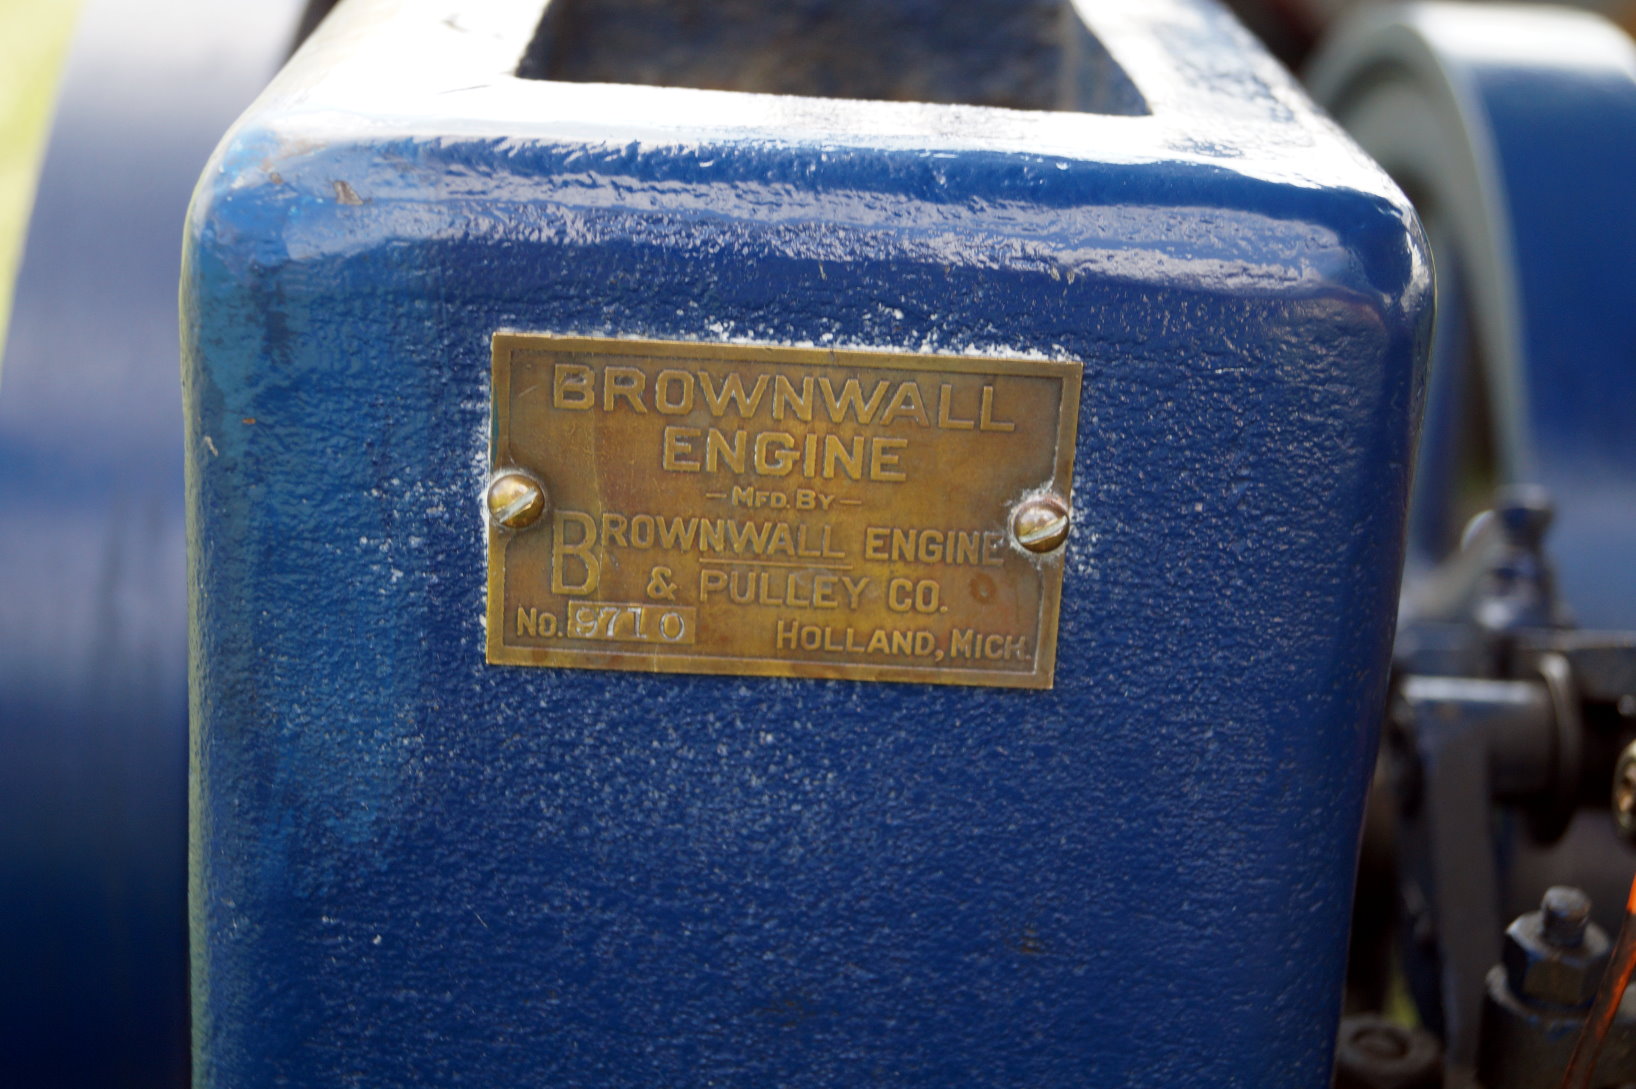 BROWNWALL
ENGINE
- MFD. BY -
BROWNWALL ENGINE
& PULLEY CO.
No. 9710
HOLLAND, MICH.